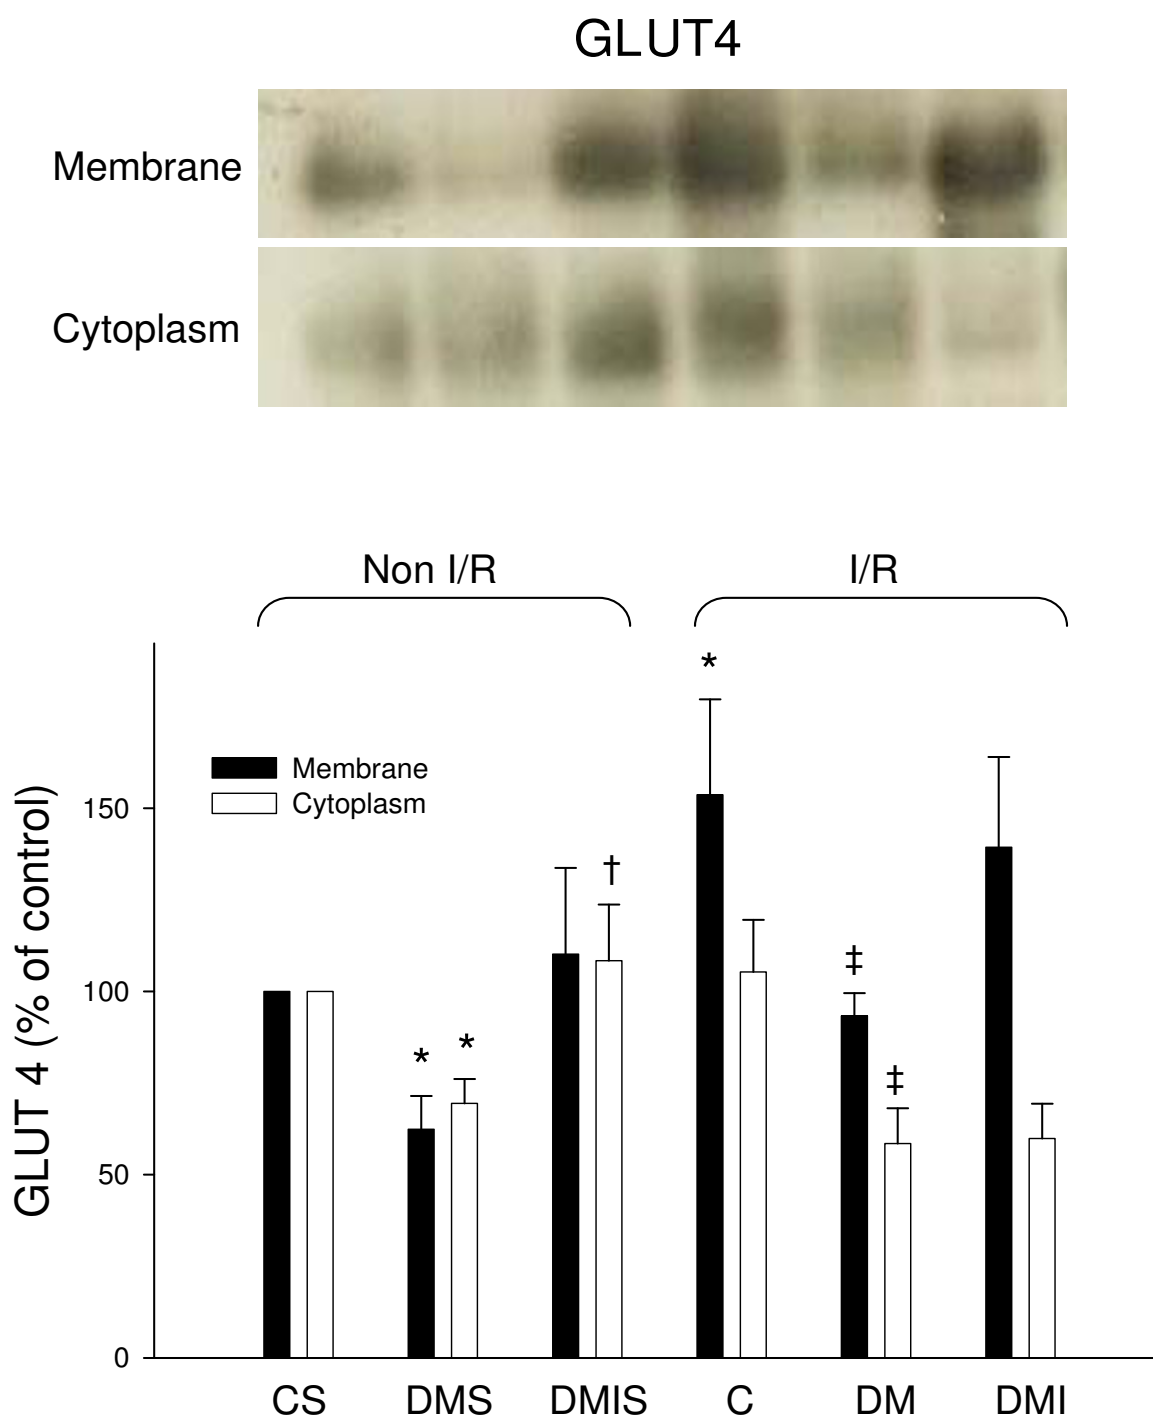 GLUT4
Membrane
Cytoplasm
Non I/R
I/R
*
Membrane
Cytoplasm
GLUT 4 (% of control)
150
100
50
0
†
‡
* *
‡
CS DMS DMIS C DM DMI